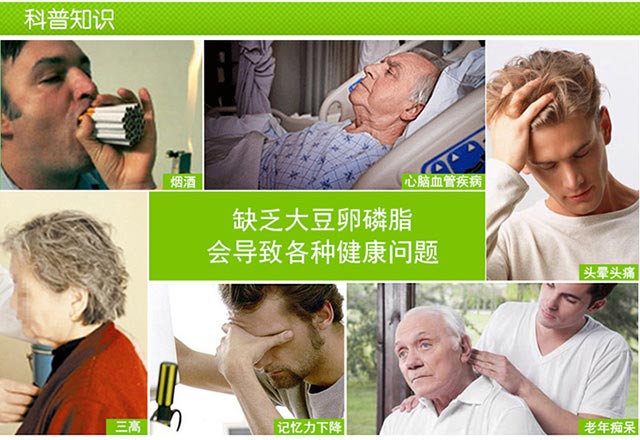 科普知识
烟酒
心脑血管疾病
缺乏大豆卵磷脂
会导致各种健康问题
头晕头痛
三高
记忆力下降
老年痴呆